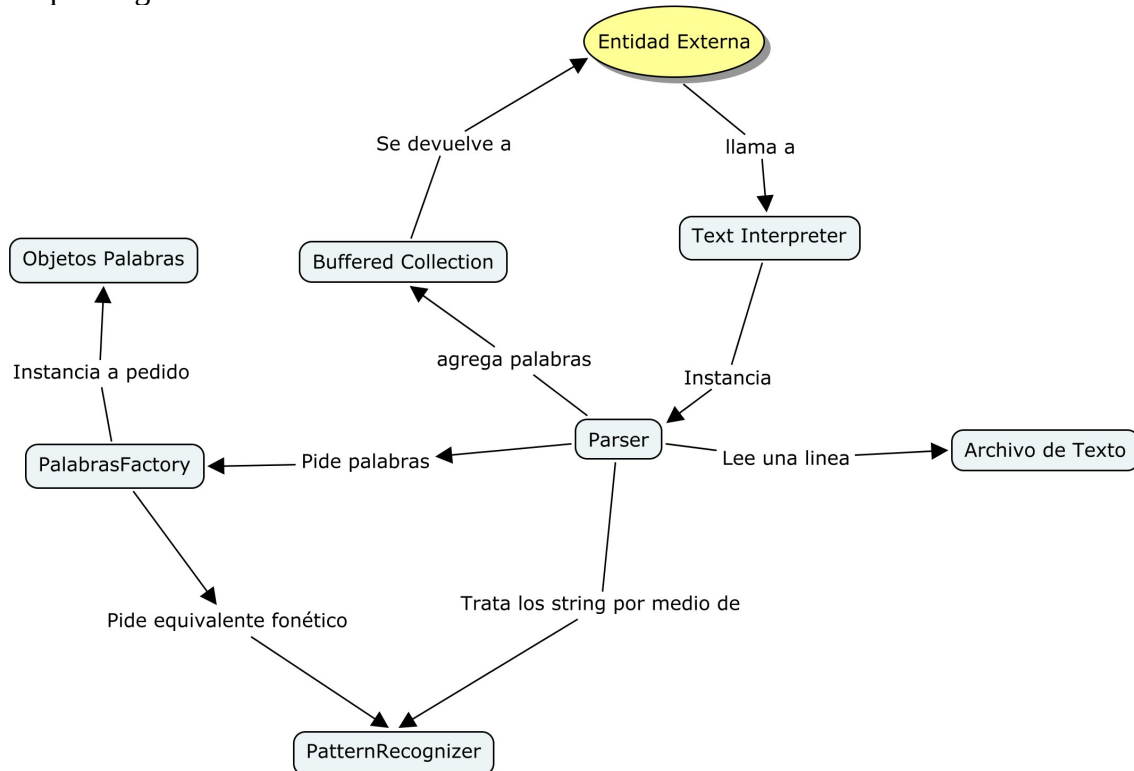 Entidad Externa
Se devuelve a
llama a
Text Interpreter
Objetos Palabras
Buffered Collection
agrega palabras
Instancia a pedido
Instancia
Parser
PalabrasFactory
Pide palabras
Lee una linea
Archivo de Texto
Trata los string por medio de
Pide equivalente fonético
PatternRecognizer